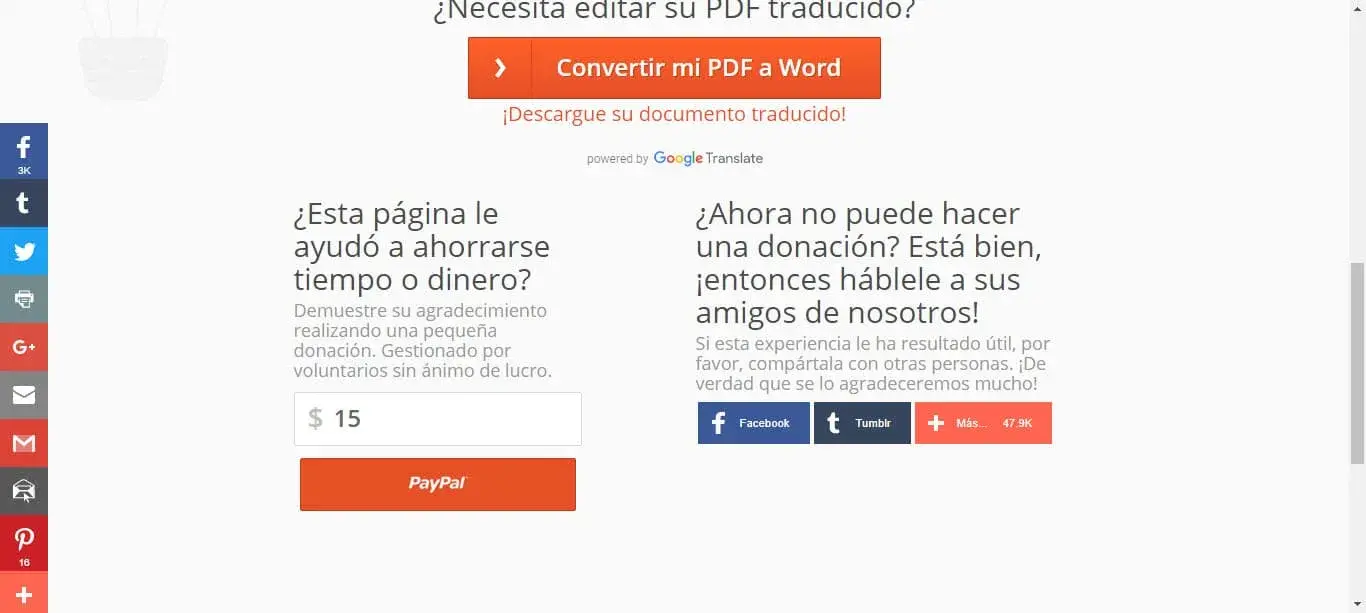 ¿Necesita editar su PDF traducido?
Convertir mi PDF a Word
¡Descargue su documento traducido!
powered by Google Translate
3K
G+
16
¿Esta página le
ayudó a ahorrarse
tiempo o dinero?
Demuestre su agradecimiento
realizando una pequeña
donación. Gestionado por
voluntarios sin ánimo de lucro.
$ 15
PayPal
¿Ahora no puede hacer
una donación? Está bien,
¡entonces háblele a sus
amigos de nosotros!
Si esta experiencia le ha resultado útil, por
favor, compártala con otras personas. ¡De
verdad que se lo agradeceremos mucho!
Facebook Tumblr Más... 47.9K